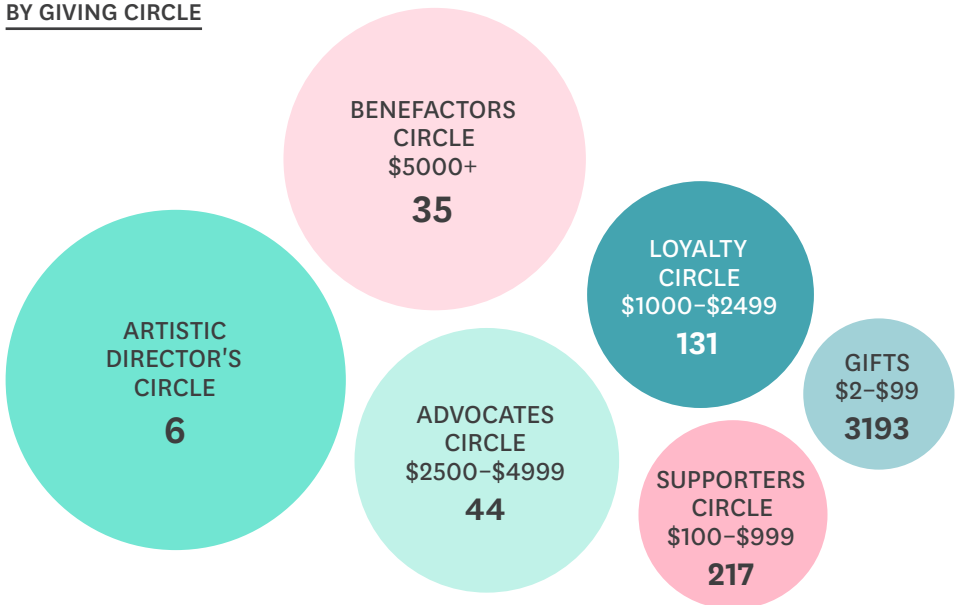 BY GIVING CIRCLE
BENEFACTORS
CIRCLE
$5000+
35
LOYALTY
CIRCLE
$1000–$2499
131
ARTISTIC
DIRECTOR'S
CIRCLE
6
GIFTS
$2–$99
3193
ADVOCATES
CIRCLE
$2500–$4999
44
SUPPORTERS
CIRCLE
$100–$999
217